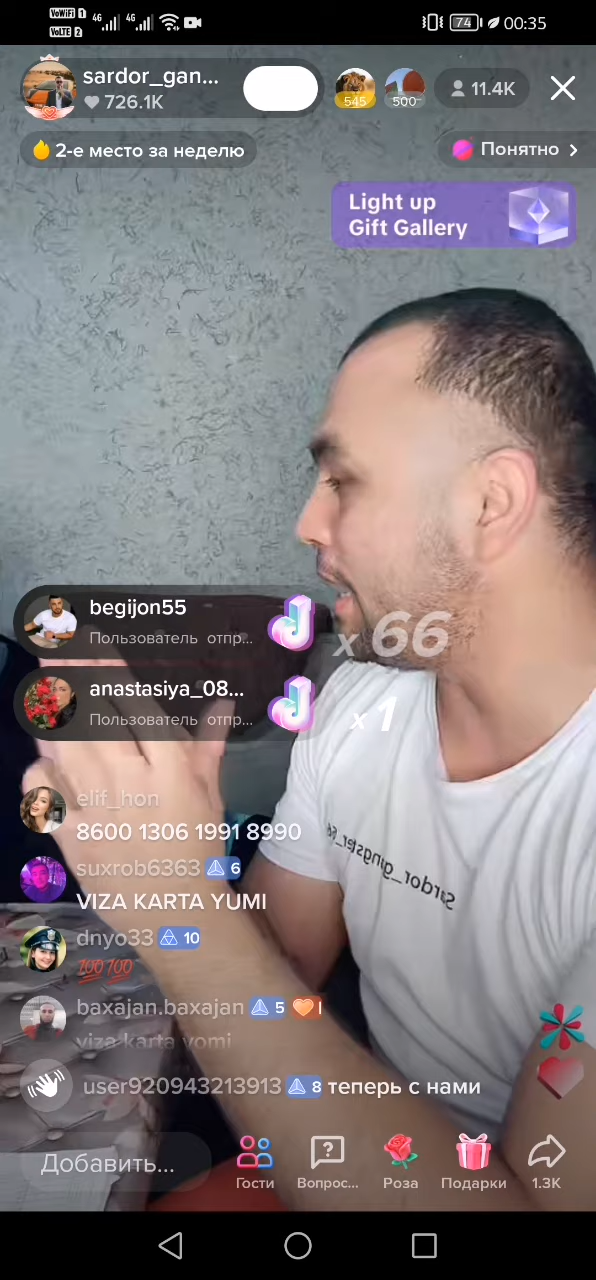 VoWiFi 1
VoLTE 2
4G
4G
74
00:35
sardor_gan...
726.1K
545
500
11.4K
2-е место за неделю
Понятно
Light up
Gift Gallery
begijon55
Пользователь отпр...
x 66
anastasiya_08...
Пользователь отпр...
x 1
elif_hon
8600 1306 1991 8990
suxrob6363 6
VIZA KARTA YUMI
dnyo33 10
💯💯
baxajan.baxajan 5 I
viza karta yomi
user920943213913 8 теперь с нами
Добавить...
Гости
Вопрос...
Роза
Подарки
1.3K